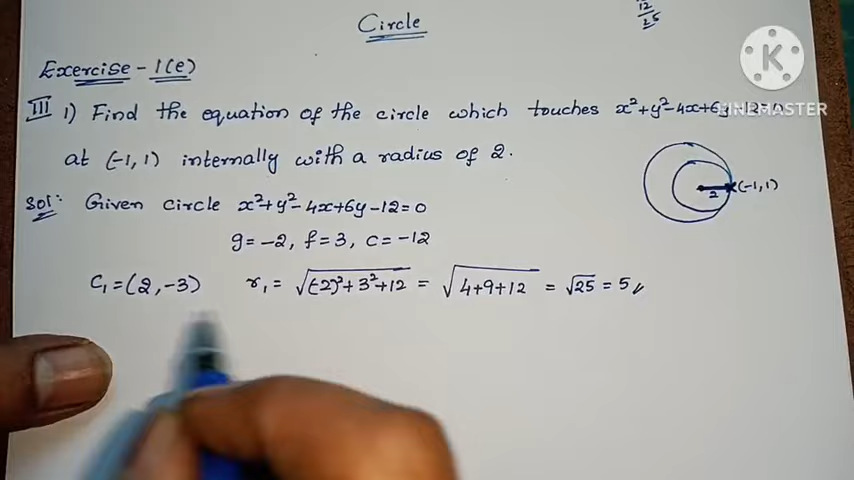 Circle
12
25
Exercise - 1(e)
III 1) Find the equation of the circle which touches x²+y²-4x+6y-12=0
KINEMASTER
at (-1, 1) internally with a radius of 2.
2 (-1, 1)
Sol: Given circle x²+y²-4x+6y-12=0
g=-2, f=3, c=-12
C₁=(2,-3) r₁ = √(-2)²+3²+12 = √4+9+12 = √25 = 5